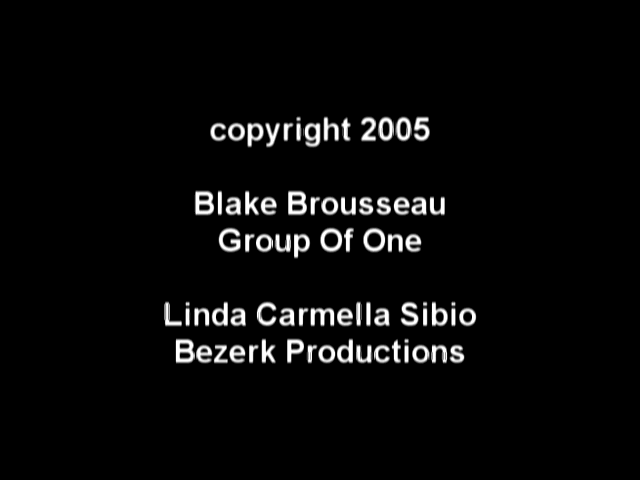 copyright 2005
Blake Brousseau
Group Of One
Linda Carmella Sibio
Bezerk Productions